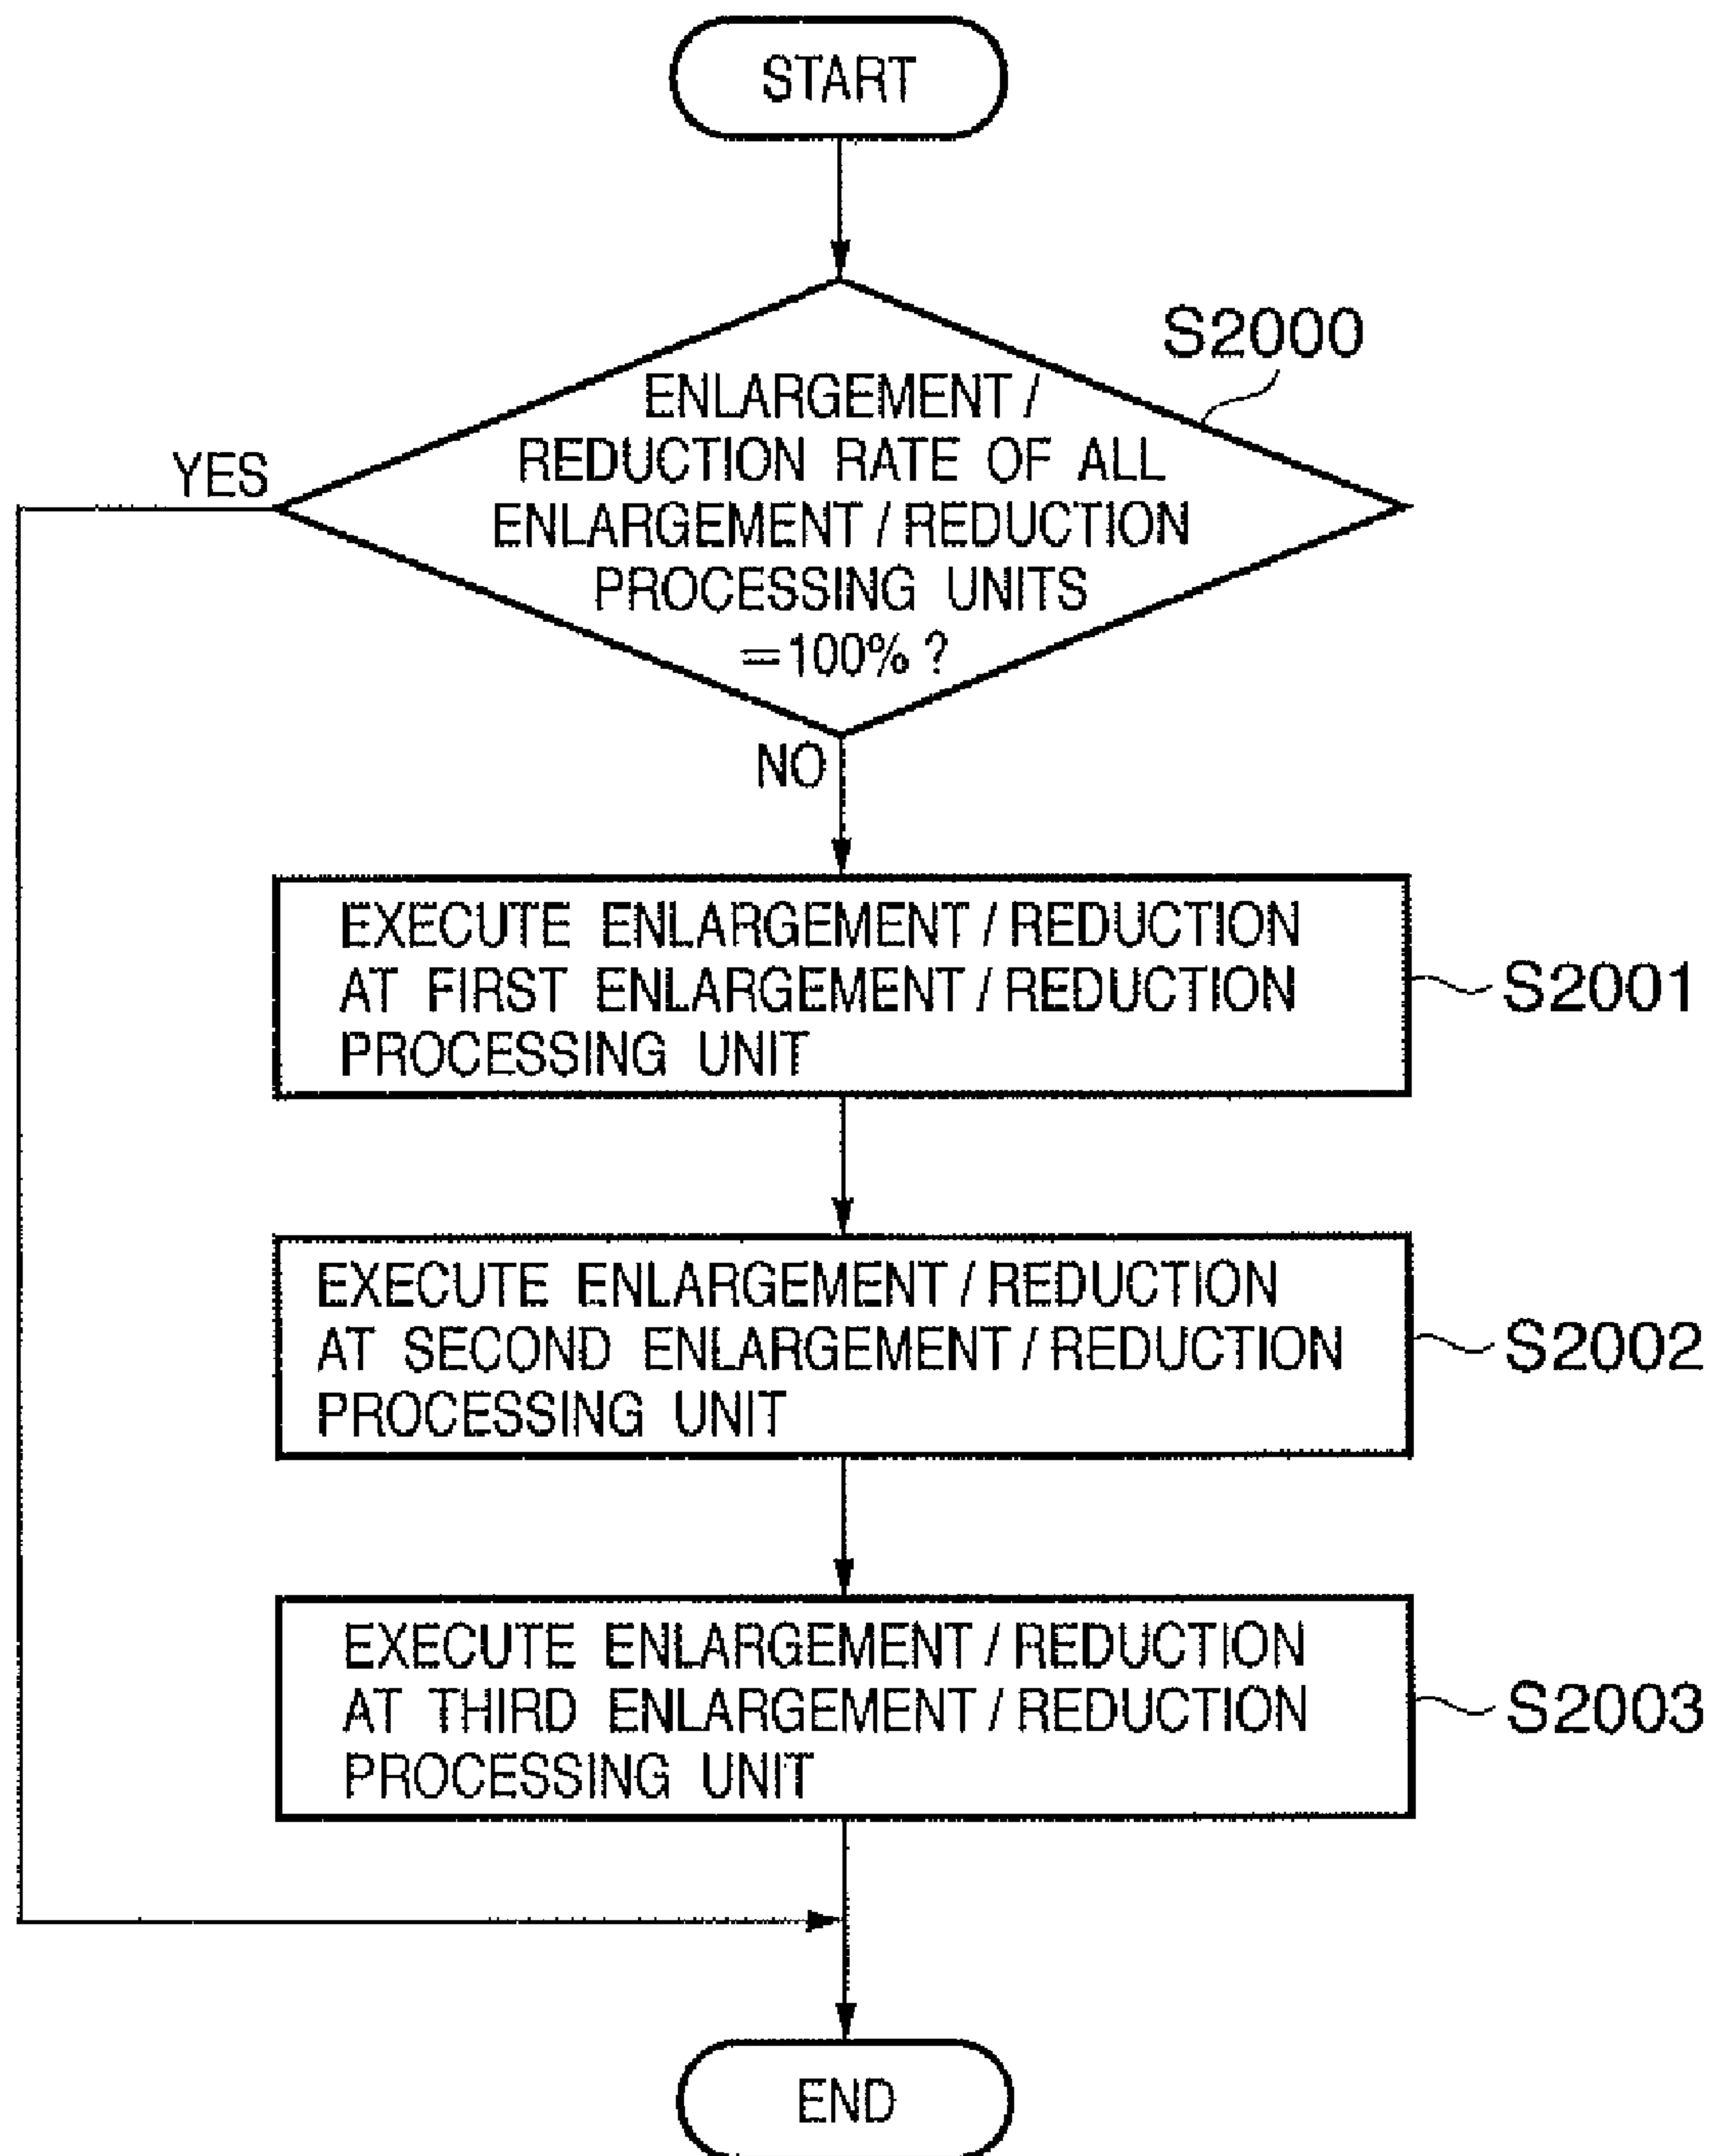 START
S2000
ENLARGEMENT /
REDUCTION RATE OF ALL
ENLARGEMENT / REDUCTION
PROCESSING UNITS
=100% ?
YES
NO
EXECUTE ENLARGEMENT / REDUCTION
AT FIRST ENLARGEMENT / REDUCTION
PROCESSING UNIT
S2001
EXECUTE ENLARGEMENT / REDUCTION
AT SECOND ENLARGEMENT / REDUCTION
PROCESSING UNIT
S2002
EXECUTE ENLARGEMENT / REDUCTION
AT THIRD ENLARGEMENT / REDUCTION
PROCESSING UNIT
S2003
END